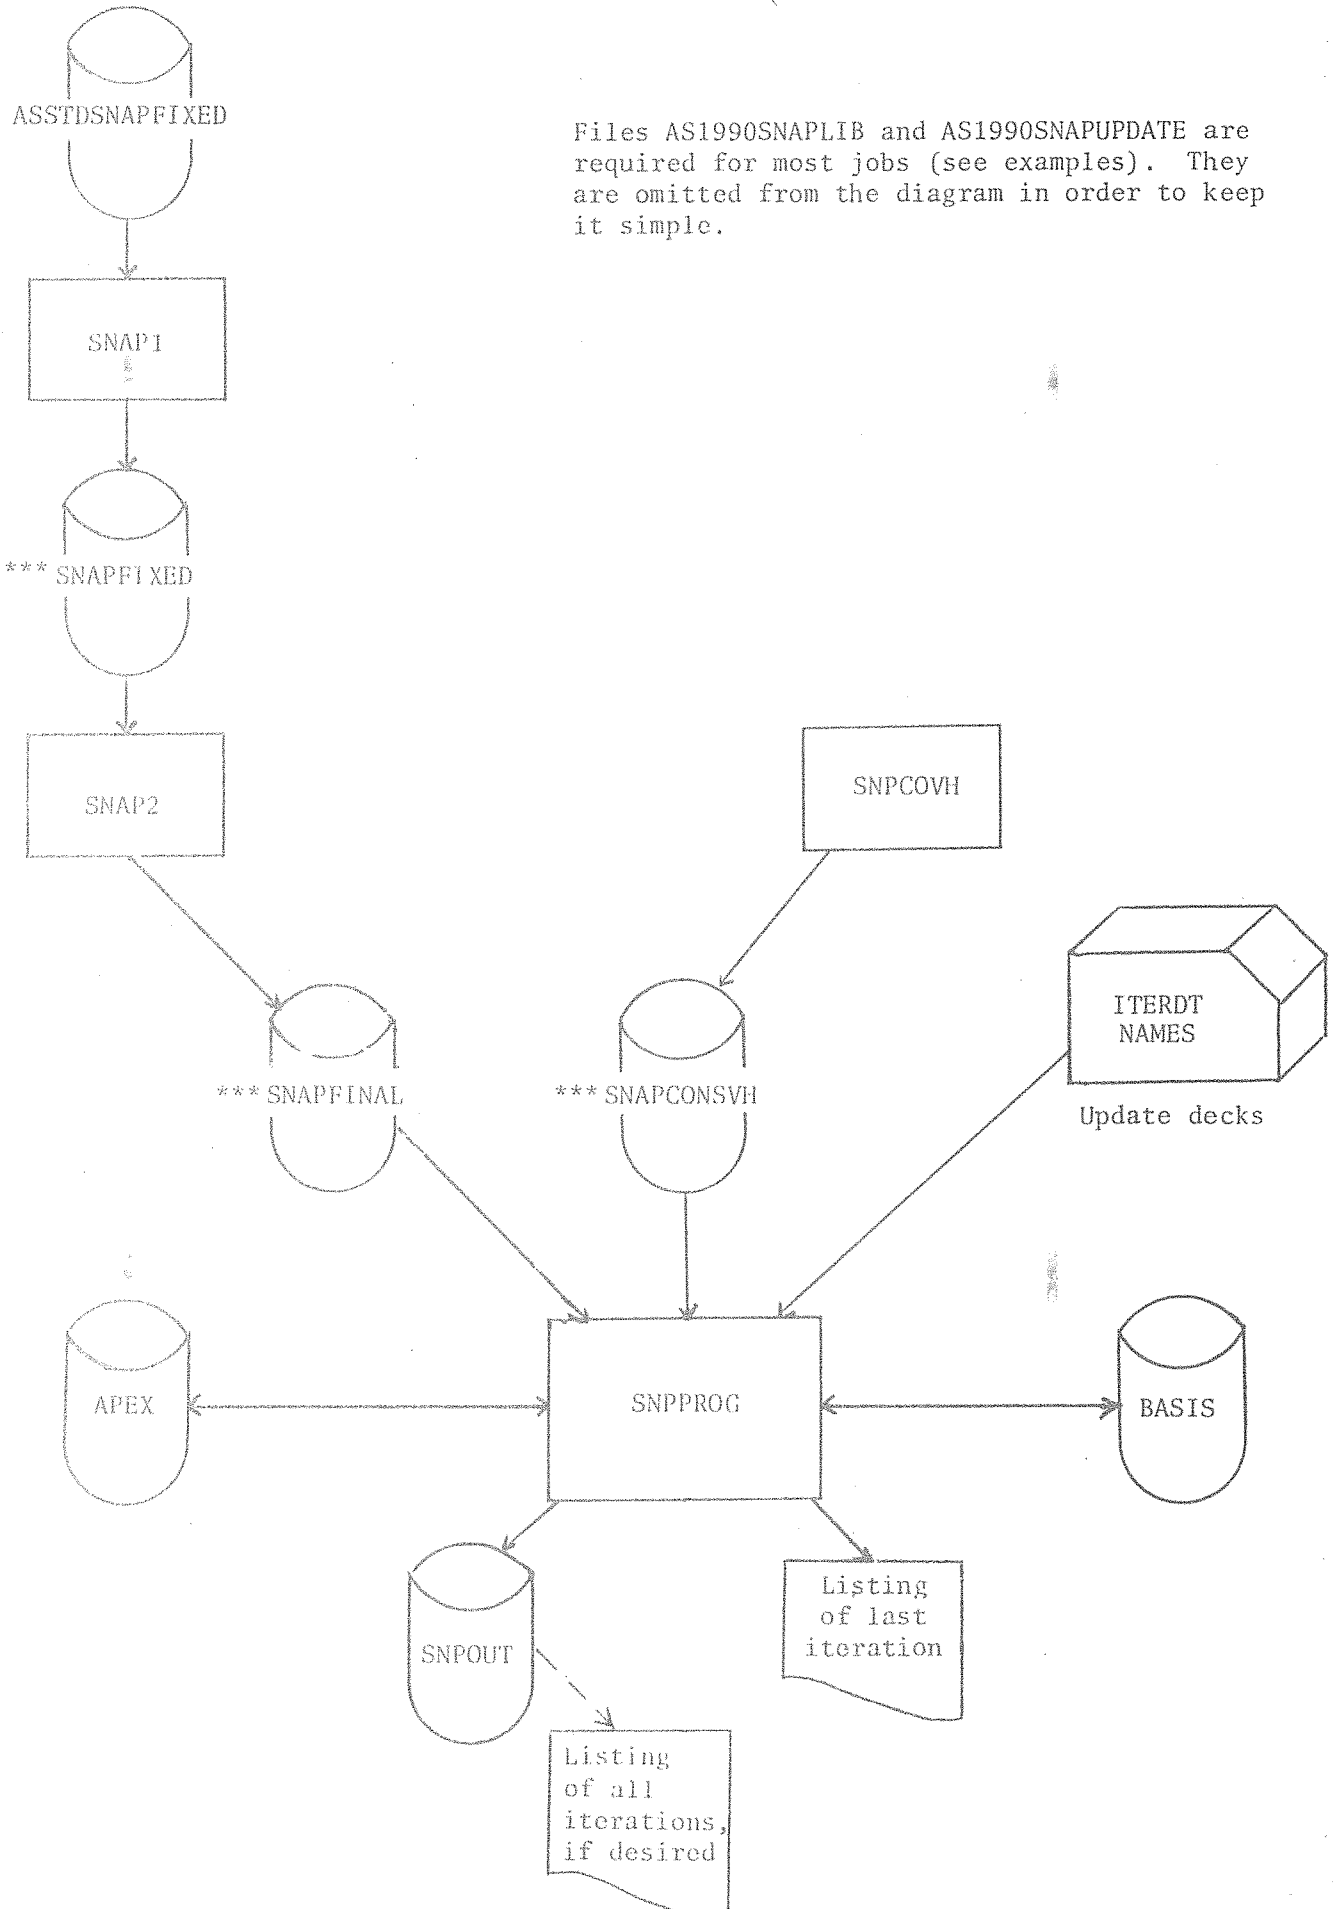 ASSTDSNAPFIXED
Files AS1990SNAPLIB and AS1990SNAPUPDATE are
required for most jobs (see examples). They
are omitted from the diagram in order to keep
it simple.
SNAP1
*** SNAPFIXED
SNAP2
SNPCOVH
ITERDT
NAMES
Update decks
*** SNAPFINAL
*** SNAPCONSVH
APEX
SNPPROG
BASIS
SNPOUT
Listing
of last
iteration
Listing
of all
iterations,
if desired